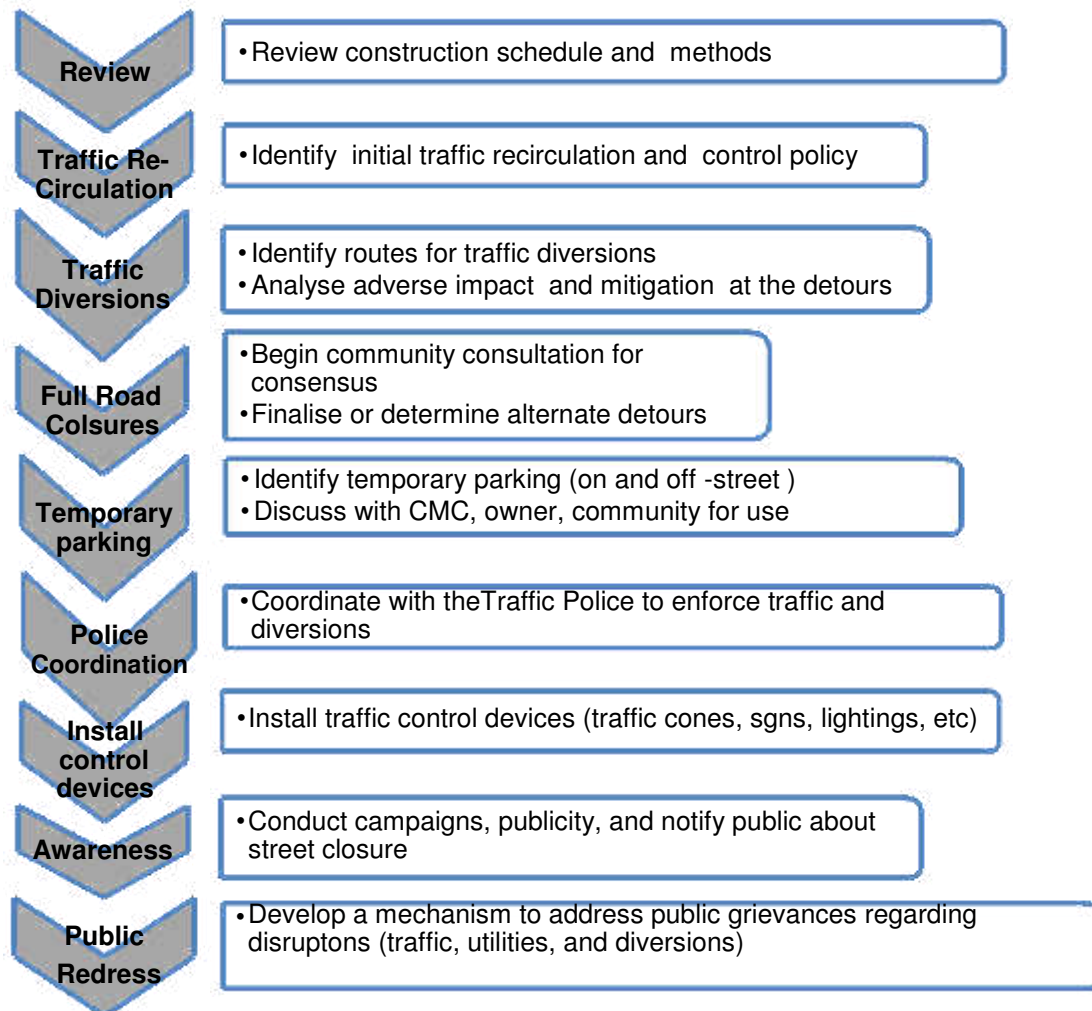 Review
• Review construction schedule and methods
Traffic Re-
Circulation
• Identify initial traffic recirculation and control policy
Traffic
Diversions
• Identify routes for traffic diversions
• Analyse adverse impact and mitigation at the detours
Full Road
Colsures
• Begin community consultation for
consensus
• Finalise or determine alternate detours
Temporary
parking
• Identify temporary parking (on and off -street )
• Discuss with CMC, owner, community for use
Police
Coordination
• Coordinate with theTraffic Police to enforce traffic and
diversions
Install
control
devices
• Install traffic control devices (traffic cones, sgns, lightings, etc)
Awareness
• Conduct campaigns, publicity, and notify public about
street closure
Public
Redress
• Develop a mechanism to address public grievances regarding
disruptons (traffic, utilities, and diversions)